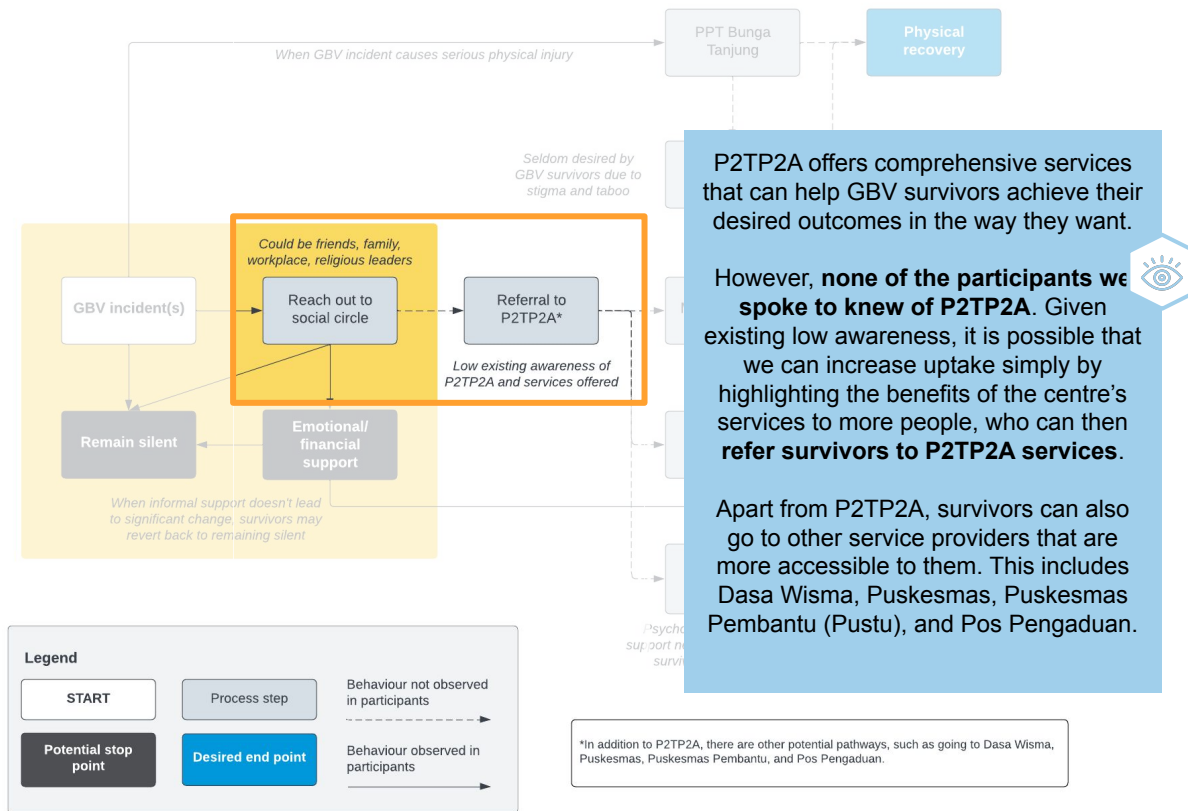 PPT Bunga
Tanjung
Physical
recovery
When GBV incident causes serious physical injury
Seldom desired by
GBV survivors due to
stigma and taboo
Could be friends, family,
workplace, religious leaders
GBV incident(s)
Reach out to
social circle
Referral to
P2TP2A*
Low existing awareness of
P2TP2A and services offered
Remain silent
Emotional/
financial
support
When informal support doesn't lead
to significant change, survivors may
revert back to remaining silent
P2TP2A offers comprehensive services
that can help GBV survivors achieve their
desired outcomes in the way they want.
However, none of the participants we
spoke to knew of P2TP2A. Given
existing low awareness, it is possible that
we can increase uptake simply by
highlighting the benefits of the centre's
services to more people, who can then
refer survivors to P2TP2A services.
Apart from P2TP2A, survivors can also
go to other service providers that are
more accessible to them. This includes
Dasa Wisma, Puskesmas, Puskesmas
Pembantu (Pustu), and Pos Pengaduan.
support
Legend
START
Process step
Behaviour not observed
in participants
Potential stop
point
Desired end point
Behaviour observed in
participants
*In addition to P2TP2A, there are other potential pathways, such as going to Dasa Wisma,
Puskesmas, Puskesmas Pembantu, and Pos Pengaduan.